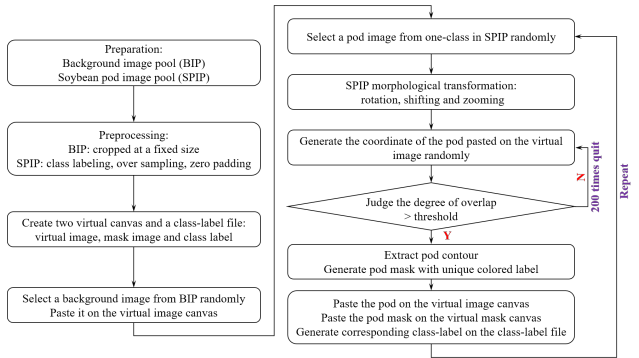 Preparation:
Background image pool (BIP)
Soybean pod image pool (SPIP)
Preprocessing:
BIP: cropped at a fixed size
SPIP: class labeling, over sampling, zero padding
Create two virtual canvas and a class-label file:
virtual image, mask image and class label
Select a background image from BIP randomly
Paste it on the virtual image canvas
Select a pod image from one-class in SPIP randomly
SPIP morphological transformation:
rotation, shifting and zooming
Generate the coordinate of the pod pasted on the virtual
image randomly
Judge the degree of overlap
> threshold
N
200 times quit
Repeat
Y
Extract pod contour
Generate pod mask with unique colored label
Paste the pod on the virtual image canvas
Paste the pod mask on the virtual mask canvas
Generate corresponding class-label on the class-label file